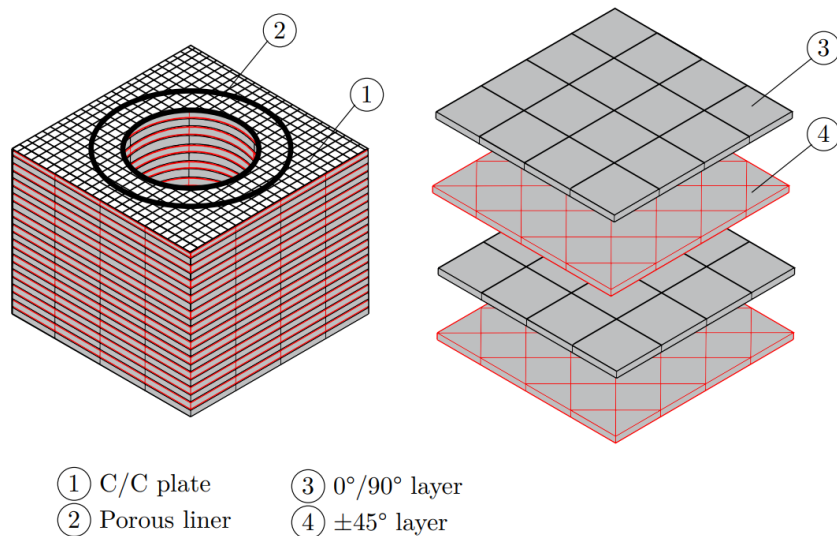 2
1
3
4
1 C/C plate
2 Porous liner
3 0°/90° layer
4 ±45° layer